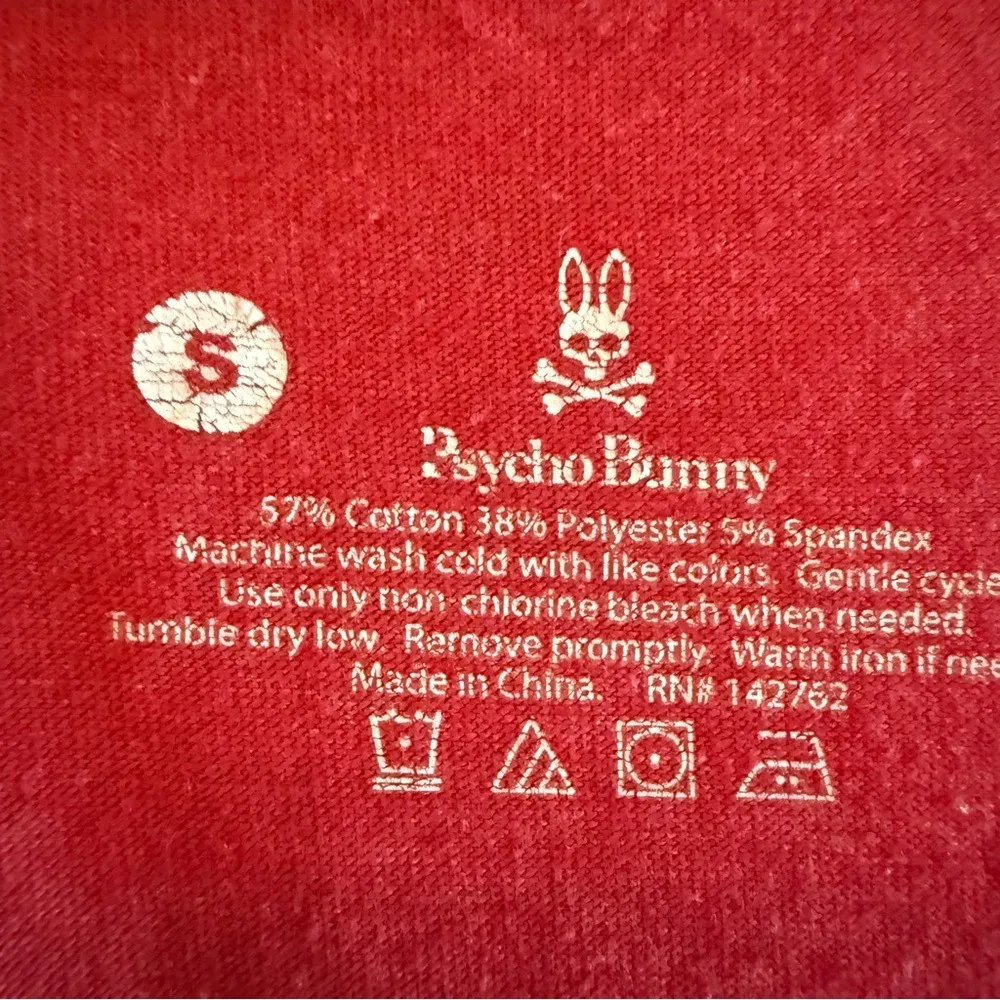 S
Psycho Bunny
57% Cotton 38% Polyester 5% Spandex
Machine wash cold with like colors. Gentle cycle
Use only non-chlorine bleach when needed.
Tumble dry low. Remove promptly. Warm iron if
Made in China. RN# 142762